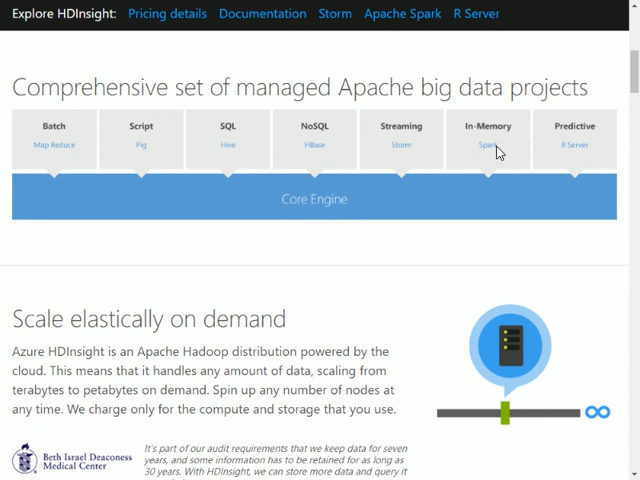 Explore HDInsight: Pricing details Documentation Storm Apache Spark R Server
Comprehensive set of managed Apache big data projects
Batch Script SQL NoSQL Streaming In-Memory Predictive
Map Reduce Pig Hive HBase Storm Spark R Server
Core Engine
Scale elastically on demand
Azure HDInsight is an Apache Hadoop distribution powered by the
cloud. This means that it handles any amount of data, scaling from
terabytes to petabytes on demand. Spin up any number of nodes at
any time. We charge only for the compute and storage that you use.
Beth Israel Deaconess
Medical Center
It's part of our audit requirements that we keep data for seven
years, and some information has to be retained for as long as
30 years. With HDInsight, we can store more data and query it